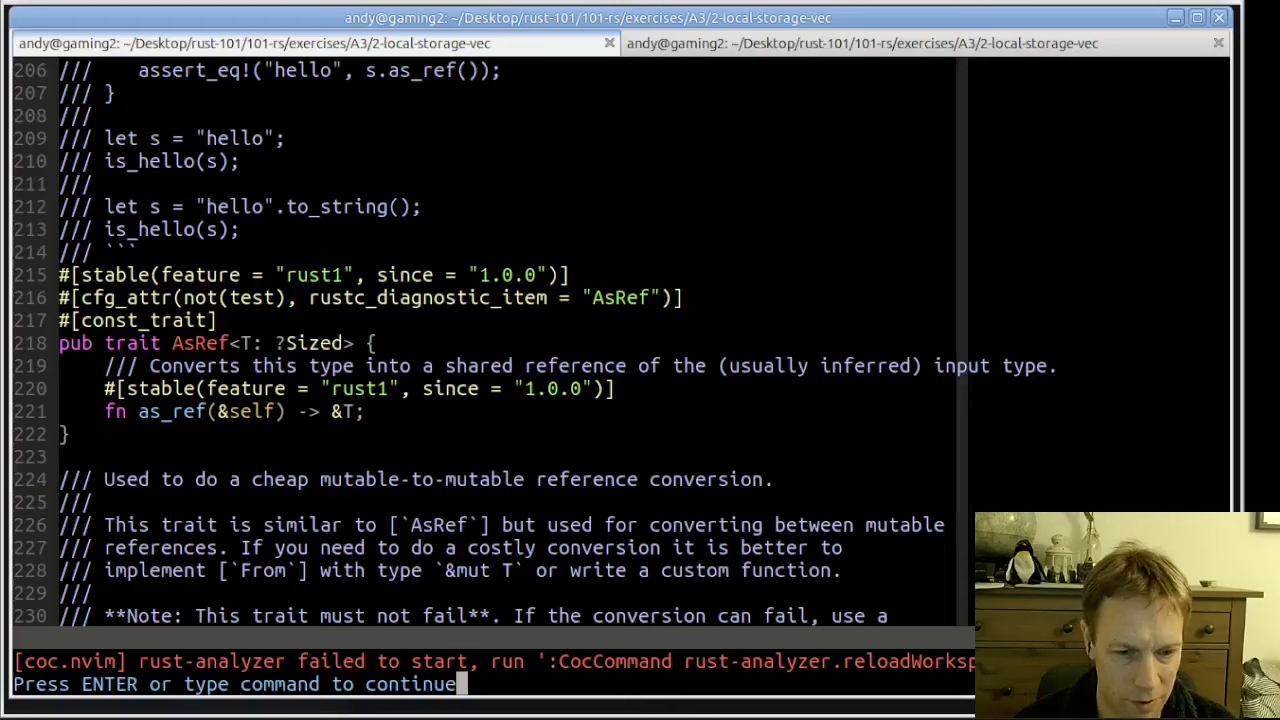 andy@gaming2: ~/Desktop/rust-101/101-rs/exercises/A3/2-local-storage-vec
andy@gaming2: ~/Desktop/rust-101/101-rs/exercises/A3/2-local-storage-vec
andy@gaming2: ~/Desktop/rust-101/101-rs/exercises/A3/2-local-storage-vec
206 ///    assert_eq!("hello", s.as_ref());
207 /// }
208 ///
209 /// let s = "hello";
210 /// is_hello(s);
211 ///
212 /// let s = "hello".to_string();
213 /// is_hello(s);
214 /// ```
215 #[stable(feature = "rust1", since = "1.0.0")]
216 #[cfg_attr(not(test), rustc_diagnostic_item = "AsRef")]
217 #[const_trait]
218 pub trait AsRef<T: ?Sized> {
219     /// Converts this type into a shared reference of the (usually inferred) input type.
220     #[stable(feature = "rust1", since = "1.0.0")]
221     fn as_ref(&self) -> &T;
222 }
223
224 /// Used to do a cheap mutable-to-mutable reference conversion.
225 ///
226 /// This trait is similar to [`AsRef`] but used for converting between mutable
227 /// references. If you need to do a costly conversion it is better to
228 /// implement [`From`] with type `&mut T` or write a custom function.
229 ///
230 /// **Note: This trait must not fail**. If the conversion can fail, use a
[coc.nvim] rust-analyzer failed to start, run ':CocCommand rust-analyzer.reloadWorksp
Press ENTER or type command to continue